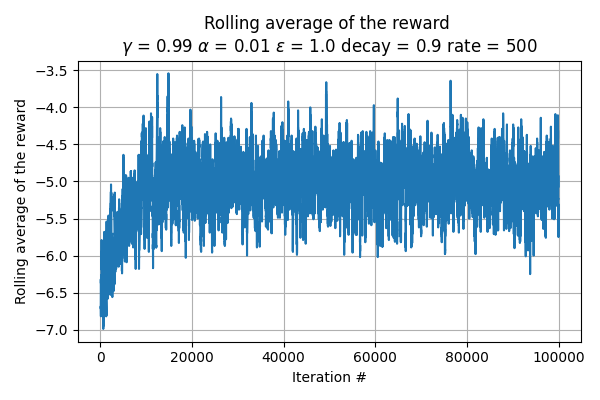 Rolling average of the reward
γ = 0.99 α = 0.01 ε = 1.0 decay = 0.9 rate = 500
Rolling average of the reward
−3.5
−4.0
−4.5
−5.0
−5.5
−6.0
−6.5
−7.0
0 20000 40000 60000 80000 100000
Iteration #